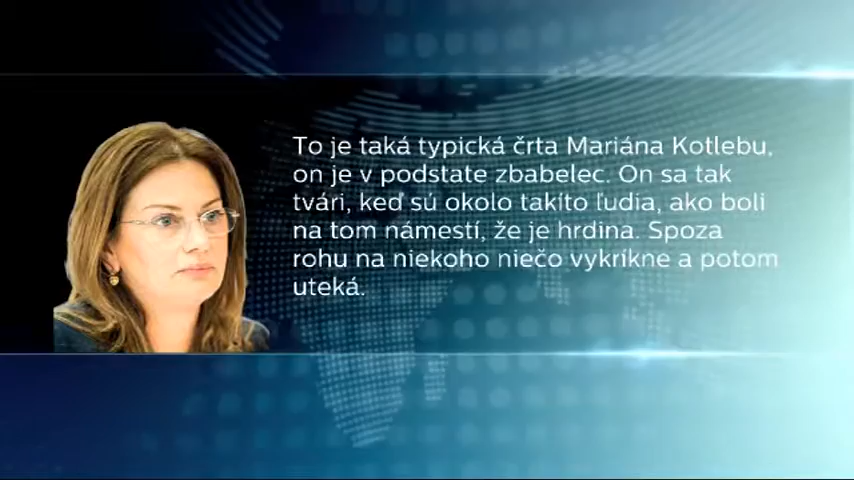 To je taká typická črta Mariána Kotlebu,
on je v podstate zbabelec. On sa tak
tvári, keď sú okolo takíto ľudia, ako boli
na tom námestí, že je hrdina. Spoza
rohu na niekoho niečo vykríkne a potom
uteká.